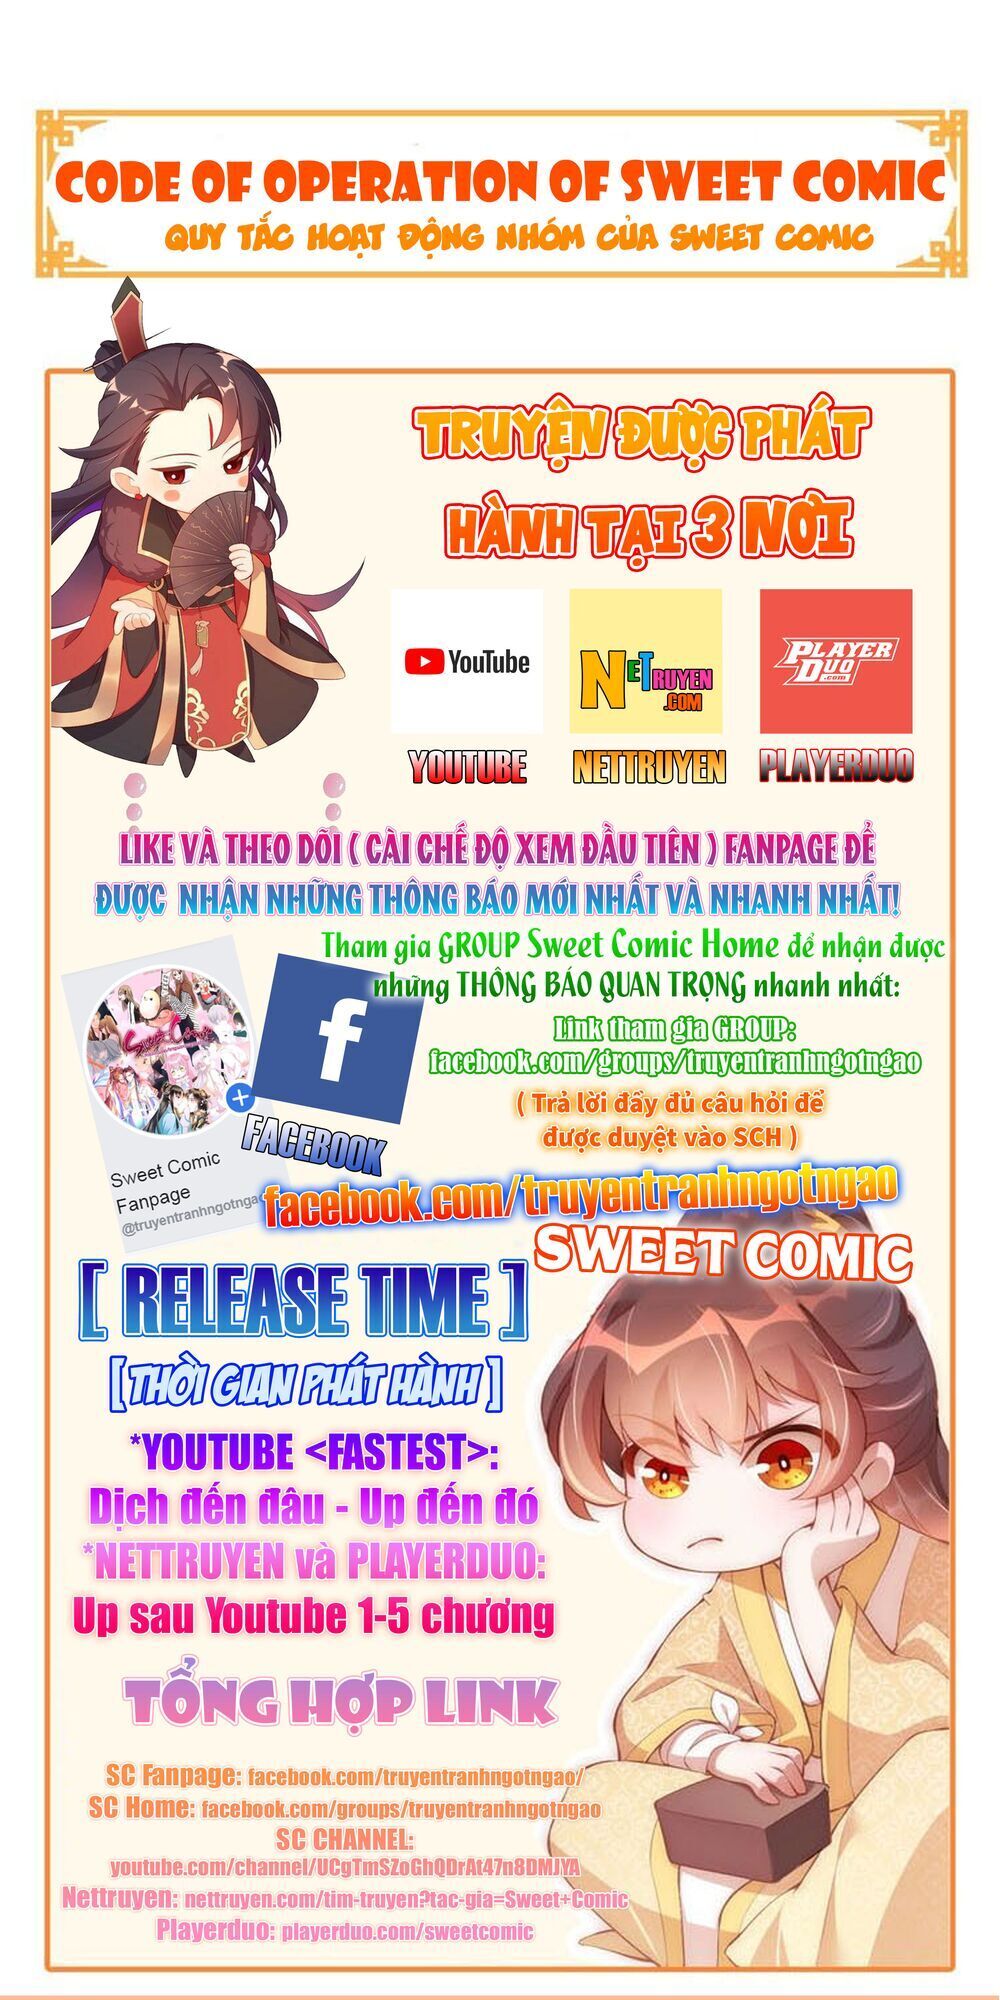 CODE OF OPERATION OF SWEET COMIC
QUY TẮC HOẠT ĐỘNG NHÓM CỦA SWEET COMIC
TRUYỆN ĐƯỢC PHÁT
HÀNH TẠI 3 NƠI
YouTube
NETTRUYEN
.COM
PLAYER
DUO
.com
YOUTUBE
NETTRUYEN
PLAYERDUO
LIKE VÀ THEO DÕI ( CÀI CHẾ ĐỘ XEM ĐẦU TIÊN ) FANPAGE ĐỂ
ĐƯỢC NHẬN NHỮNG THÔNG BÁO MỚI NHẤT VÀ NHANH NHẤT!
Tham gia GROUP Sweet Comic Home để nhận được
những THÔNG BÁO QUAN TRỌNG nhanh nhất:
Link tham gia GROUP:
facebook.com/groups/truyentranhngotngao
( Trả lời đầy đủ câu hỏi để
được duyệt vào SCH )
f
FACEBOOK
Sweet Comic
Fanpage
@truyentranhngotnga
facebook.com/truyentranhngotngao
SWEET COMIC
[ RELEASE TIME ]
[THỜI GIAN PHÁT HÀNH]
*YOUTUBE <FASTEST>:
Dịch đến đâu - Up đến đó
*NETTRUYEN và PLAYERDUO:
Up sau Youtube 1-5 chương
TỔNG HỢP LINK
SC Fanpage: facebook.com/truyentranhngotngao/
SC Home: facebook.com/groups/truyentranhngotngao
SC CHANNEL:
youtube.com/channel/UCgTmSZoGhQDrAt47n8DMJYA
Nettruyen: nettruyen.com/tim-truyen?tac-gia=Sweet+Comic
Playerduo: playerduo.com/sweetcomic